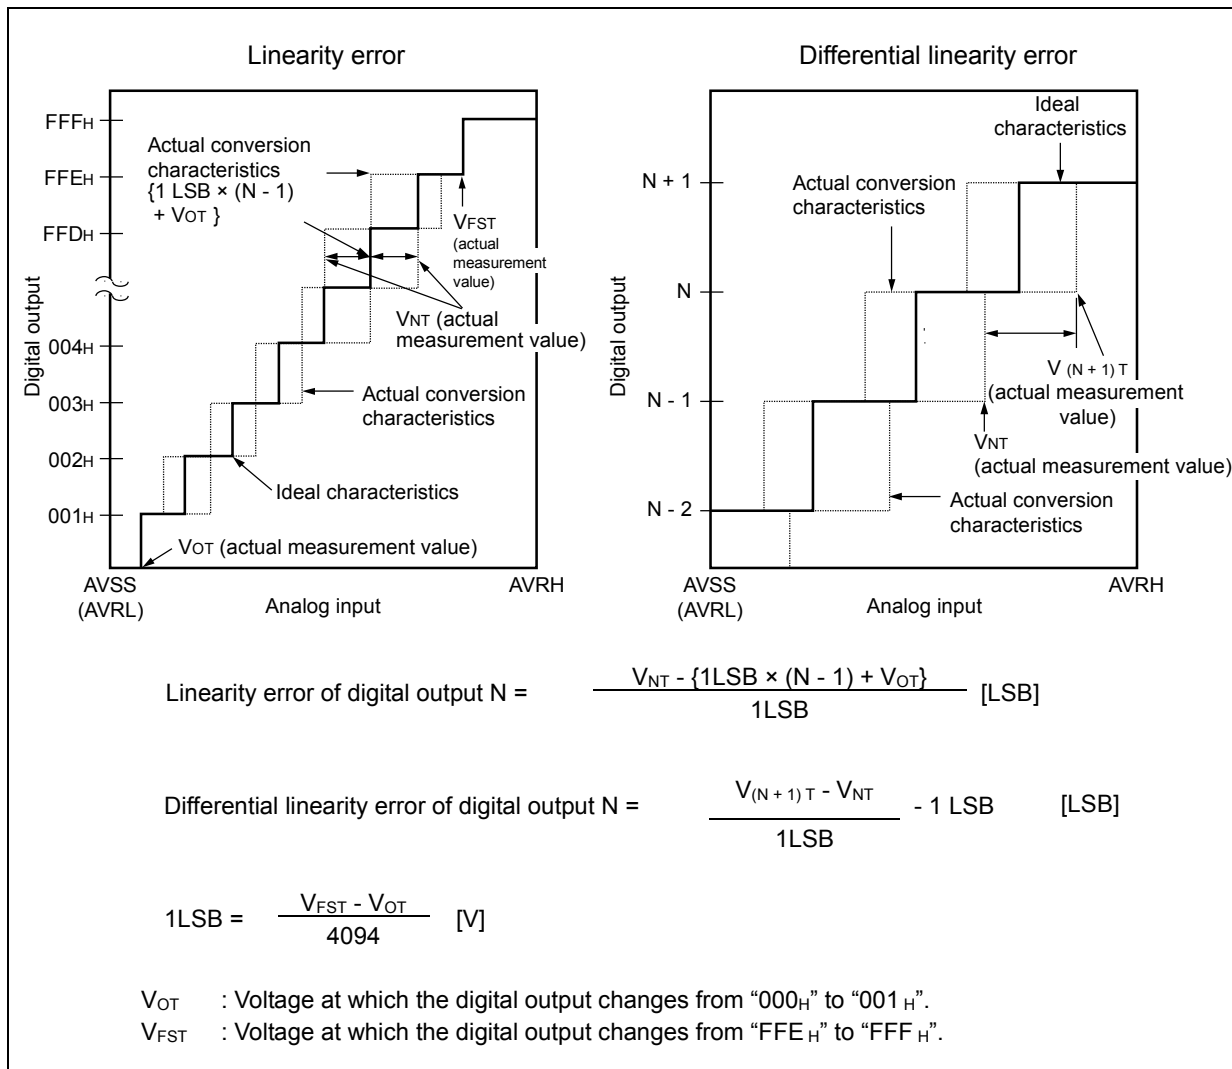 Linearity error
FFFH
FFEH
FFDH
004H
003H
002H
001H
Digital output
Actual conversion
characteristics
{1 LSB × (N - 1)
+ VOT }
VFST
(actual
measurement
value)
VNT (actual
measurement value)
Actual conversion
characteristics
Ideal characteristics
VOT (actual measurement value)
AVSS
(AVRL)
Analog input
AVRH
Differential linearity error
N + 1
N
N - 1
N - 2
Digital output
Ideal
characteristics
Actual conversion
characteristics
V (N + 1) T
(actual measurement
value)
VNT
(actual measurement value)
Actual conversion
characteristics
AVSS
(AVRL)
Analog input
AVRH
Linearity error of digital output N =
VNT - {1LSB × (N - 1) + VOT}
1LSB
[LSB]
Differential linearity error of digital output N =
V(N + 1) T - VNT
1LSB
- 1 LSB
[LSB]
1LSB =
VFST - VOT
4094
[V]
VOT : Voltage at which the digital output changes from “000H” to “001 H”.
VFST : Voltage at which the digital output changes from “FFE H” to “FFF H”.